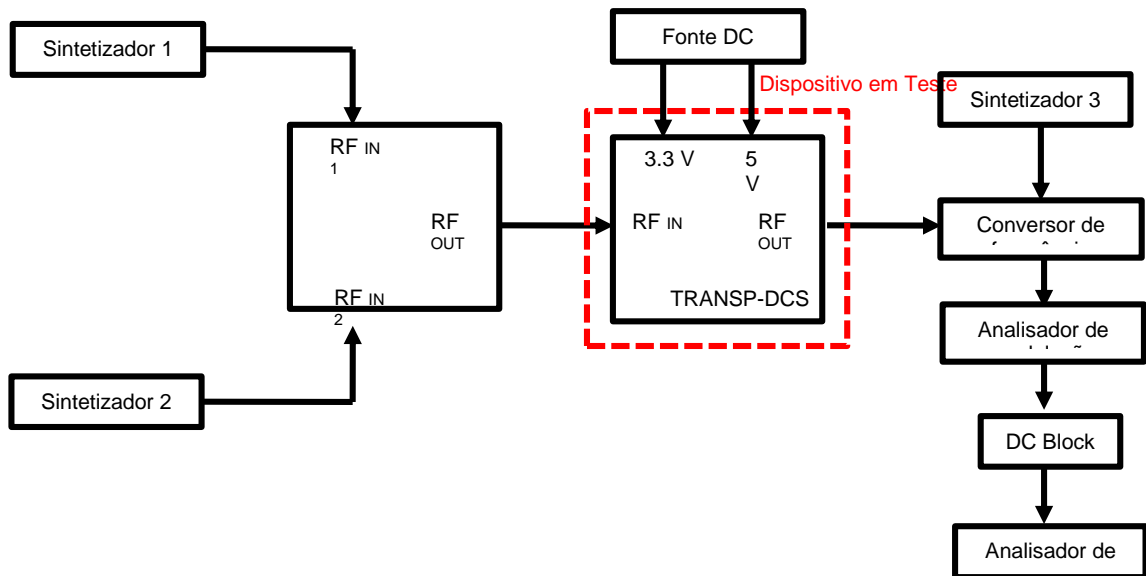 Sintetizador 1
Fonte DC
Dispositivo em Teste
Sintetizador 3
RF IN
1
3.3 V
5
V
RF
OUT
RF IN
RF
OUT
Conversor de
RF IN
2
TRANSP-DCS
Analisador de
Sintetizador 2
DC Block
Analisador de